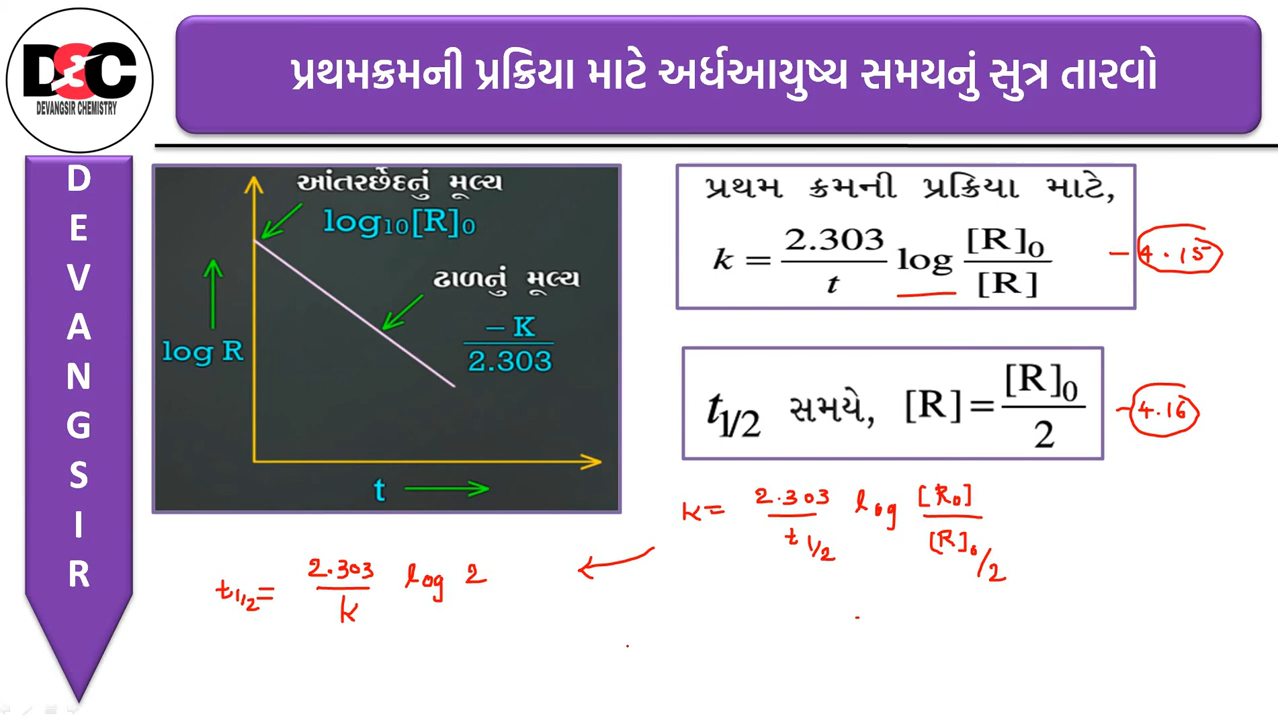 DEC
DEVANGSIR CHEMISTRY
પ્રથમક્રમની પ્રક્રિયા માટે અર્ધઆયુષ્ય સમયનું સુત્ર તારવો
D
E
V
A
N
G
S
I
R
આંતરછેદનું મૂલ્ય
log₁₀[R]₀
ઢાળનું મૂલ્ય
– K / 2.303
log R
t
પ્રથમ ક્રમની પ્રક્રિયા માટે,
k = 2.303 / t log [R]₀ / [R] – 4.15
t1/2 સમયે, [R] = [R]₀ / 2 – 4.16
K = 2.303 / t 1/2 log [R₀] / [R]₀/2
t1/2 = 2.303 / k log 2